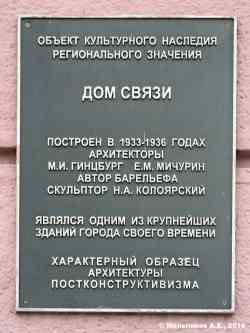 ОБЪЕКТ КУЛЬТУРНОГО НАСЛЕДИЯ
РЕГИОНАЛЬНОГО ЗНАЧЕНИЯ
ДОМ СВЯЗИ
ПОСТРОЕН В 1933-1936 ГОДАХ
АРХИТЕКТОРЫ
М.И. ГИНЦБУРГ Е.М. МИЧУРИН
АВТОР БАРЕЛЬЕФА
СКУЛЬПТОР Н.А. КОЛОЯРСКИЙ
ЯВЛЯЛСЯ ОДНИМ ИЗ КРУПНЕЙШИХ
ЗДАНИЙ ГОРОДА СВОЕГО ВРЕМЕНИ
ХАРАКТЕРНЫЙ ОБРАЗЕЦ
АРХИТЕКТУРЫ
ПОСТКОНСТРУКТИВИЗМА